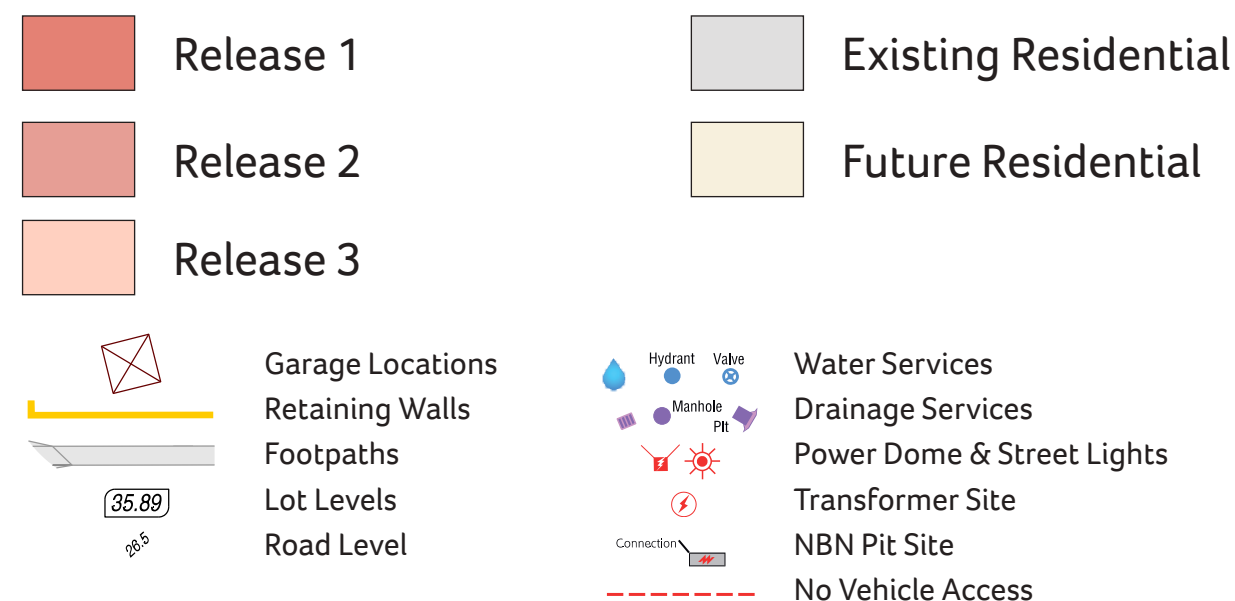 Release 1
Existing Residential
Release 2
Future Residential
Release 3
Garage Locations
Retaining Walls
Footpaths
35.89
Lot Levels
26.5
Road Level
Hydrant Valve
Water Services
Manhole
Pit
Drainage Services
Power Dome & Street Lights
Transformer Site
Connection
NBN Pit Site
No Vehicle Access